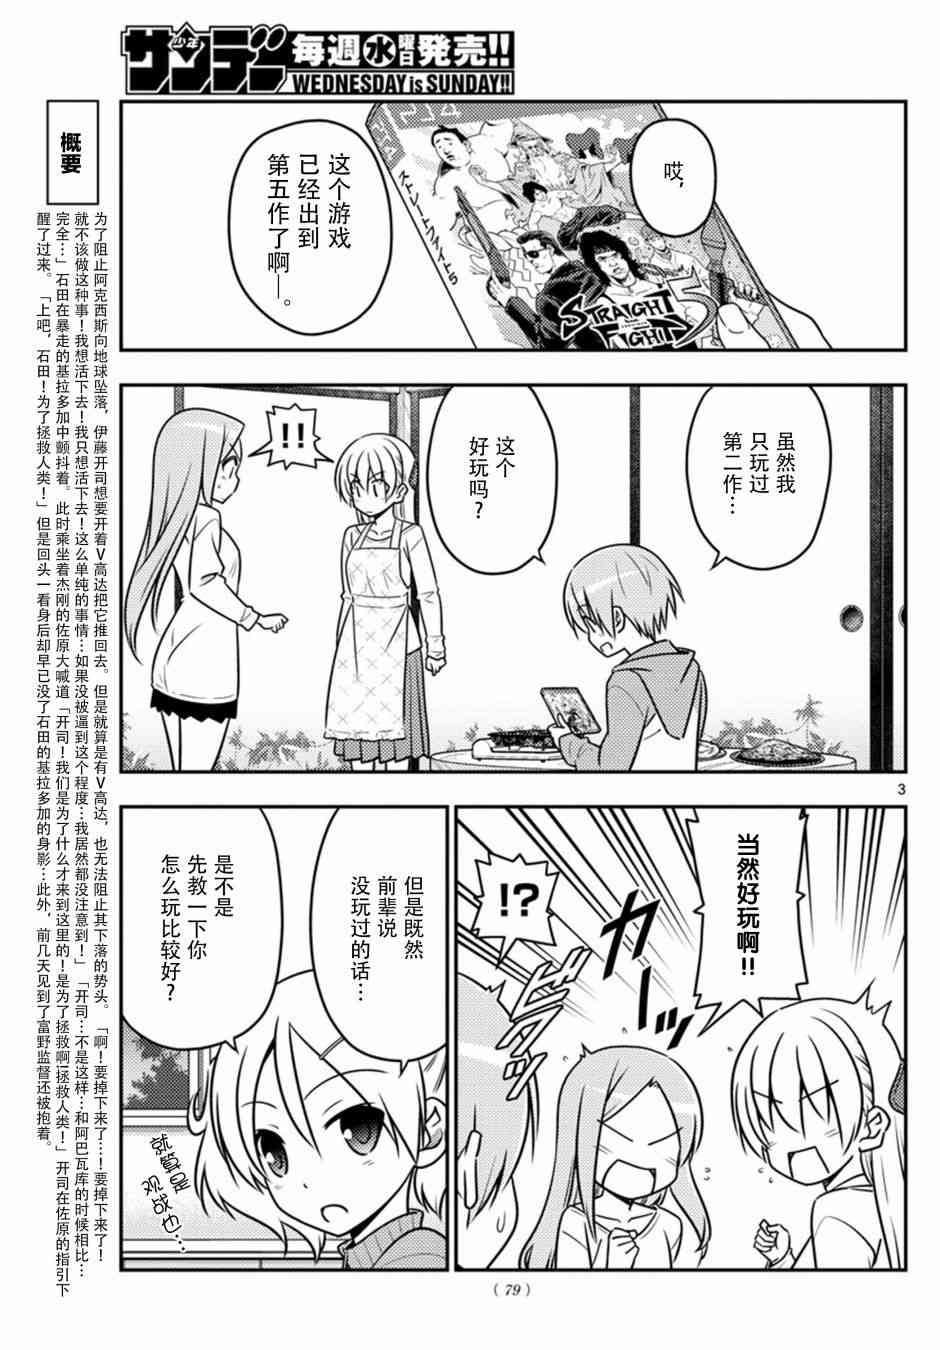 少年サンデー
毎週水曜日発売!!
WEDNESDAY is SUNDAY!!
概要
为了阻止阿克西斯向地球坠落，伊藤开司想要开着V高达把它推回去。但是就算是有V高达，也无法阻止其下落的势头。「啊！要掉下来了…！要掉下来了！
就不该做这种事！我想活下去！我只想活下去！这么单纯的事情…如果没被逼到这个程度…我居然都没注意到！」「开司…不是这样…和阿巴瓦库的时候相比…
完全…」石田在暴走的基拉多加中颤抖着。此时乘坐着杰刚的佐原大喊道「开司！我们是为了什么才来到这里的！是为了拯救啊！拯救人类！」开司在佐原的指引下
醒了过来。「上吧，石田！为了拯救人类！」但是回头一看身后却早已没了石田的基拉多加的身影…此外，前几天见到了富野监督还被抱着。
哎，
这个游戏
已经出到
第五作了啊—。
ストレートファイト5
STRAIGHT
FIGHT
5
虽然我
只玩过
第二作…
这个
好玩吗？
!!
3
当然好玩啊!!
!?
但是既然
前辈说
没玩过的话…
是不是
先教一下你
怎么玩比较好？
就算是
观战也…
(79)